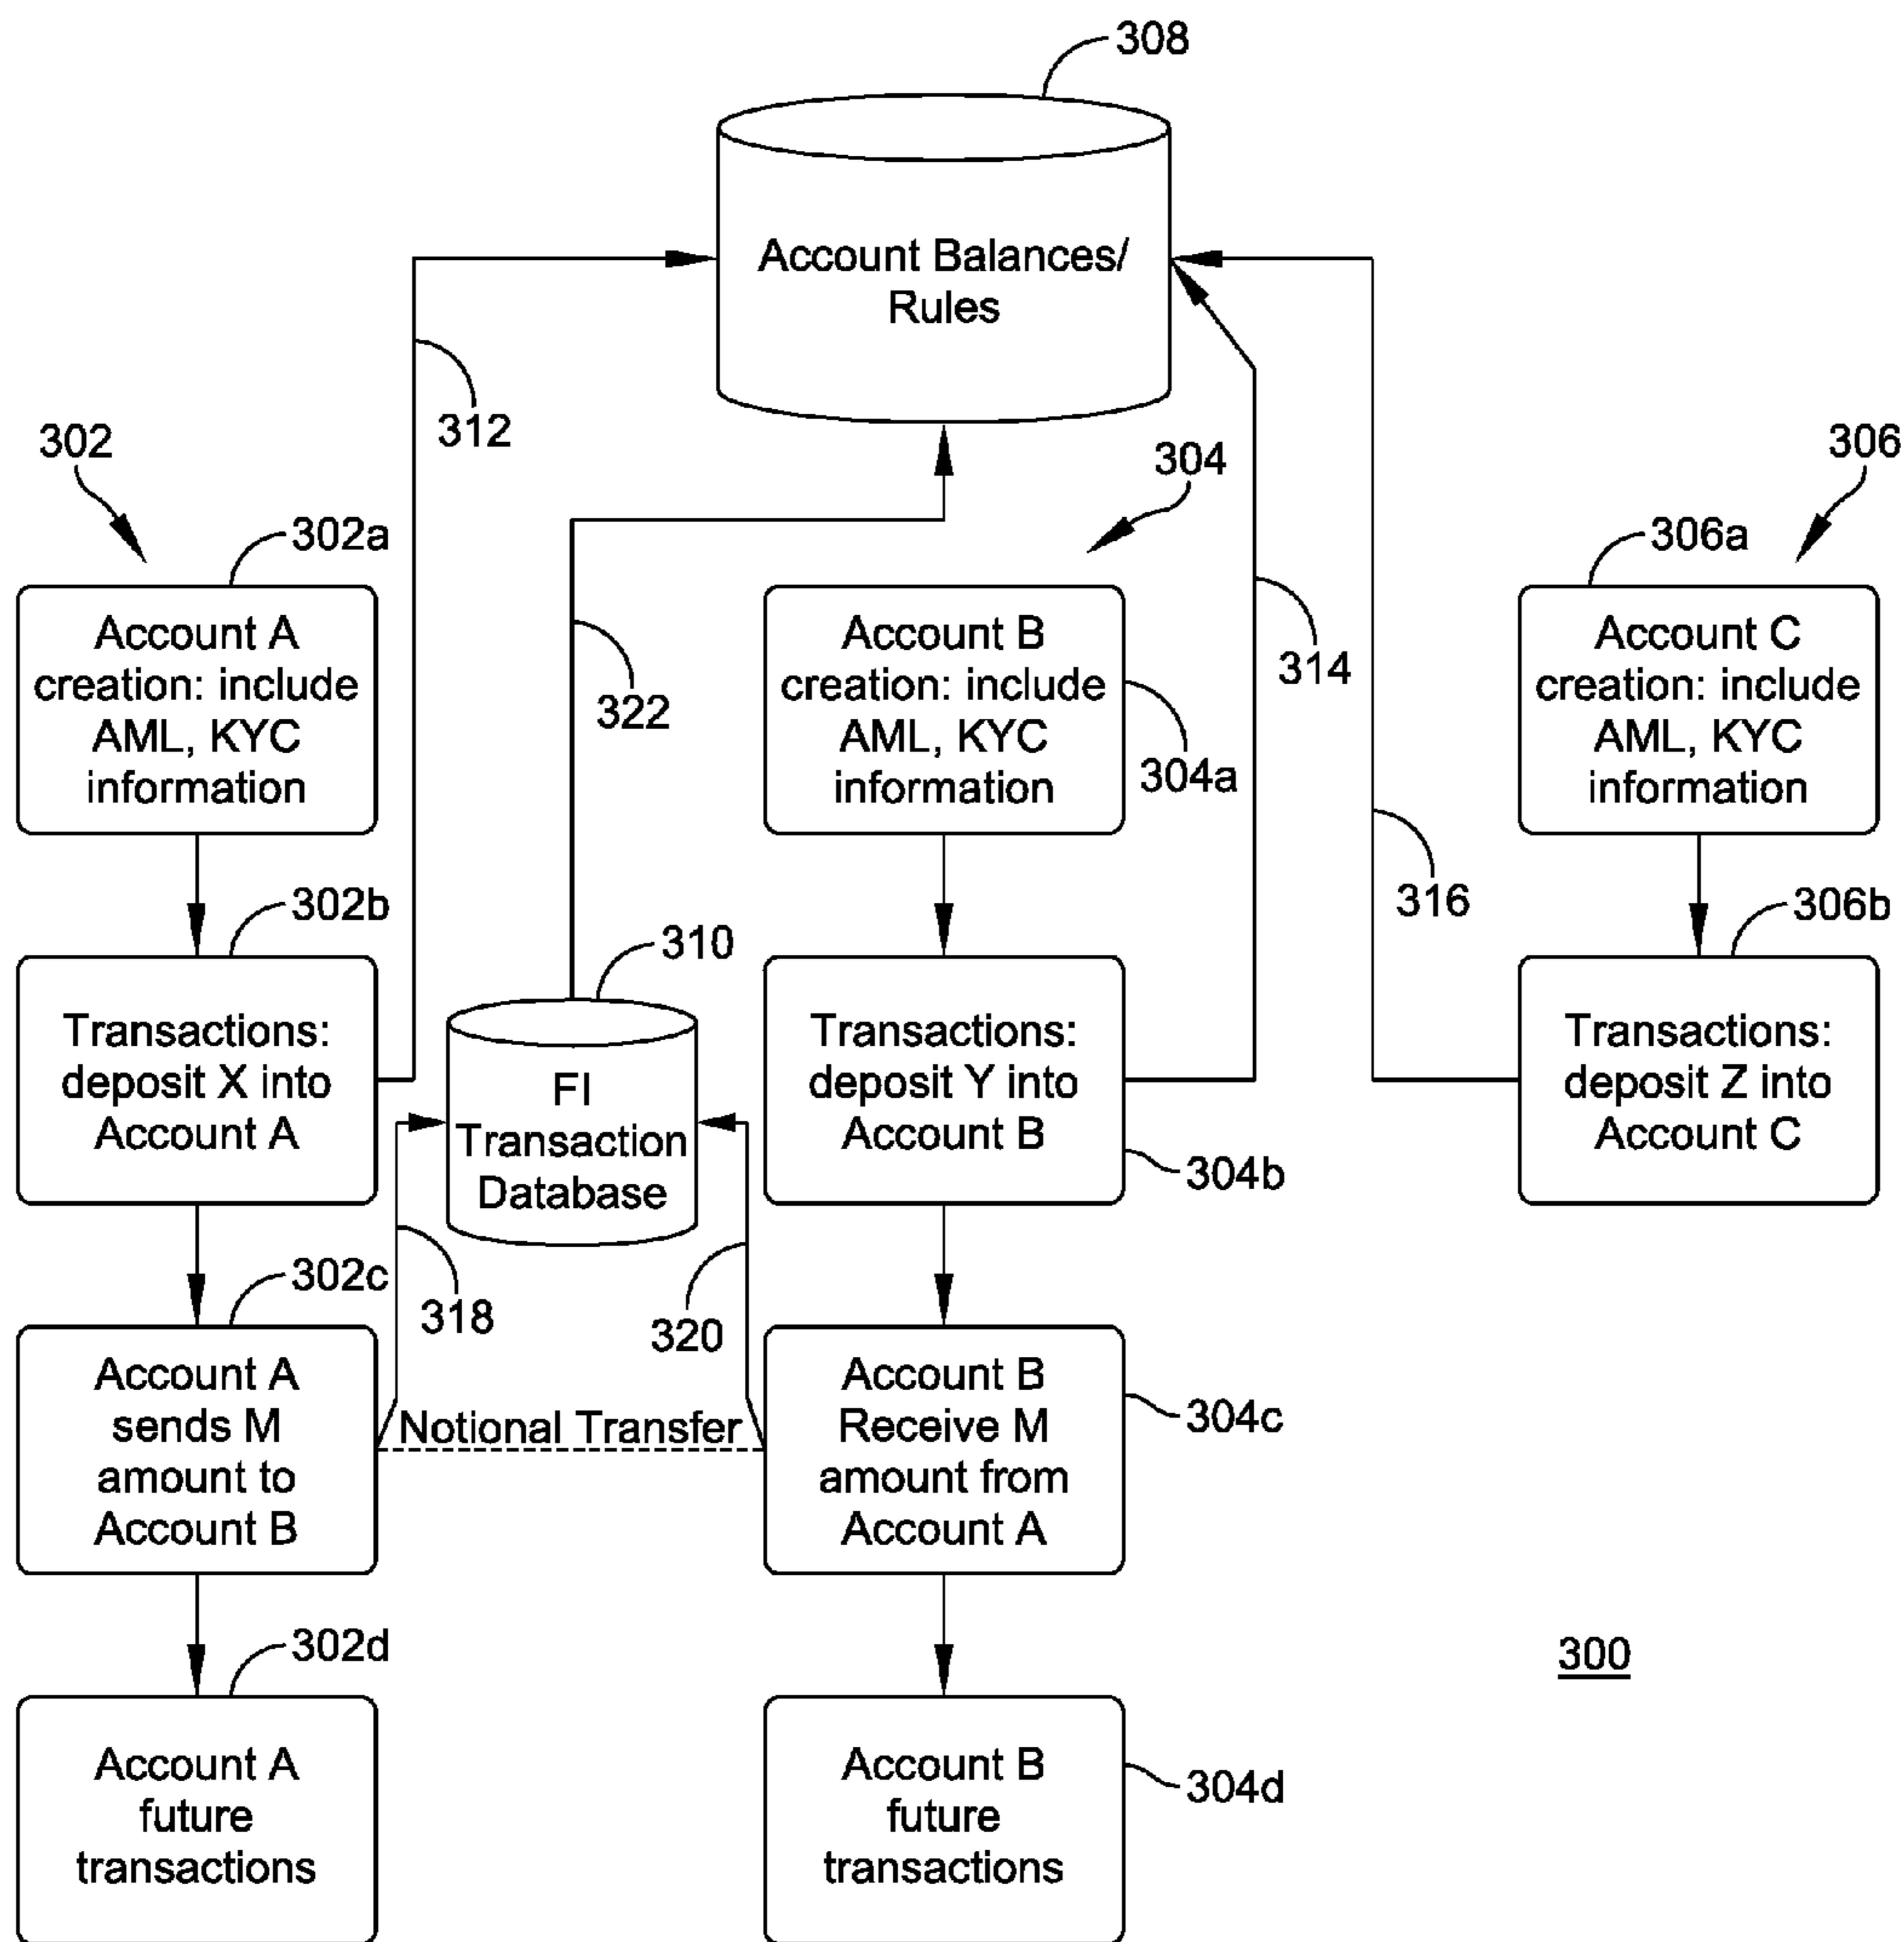 308
Account Balances/
Rules
312
302
304
306
302a
306a
Account A
creation: include
AML, KYC
information
322
Account B
creation: include
AML, KYC
information
304a
314
Account C
creation: include
AML, KYC
information
316
302b
310
306b
Transactions:
deposit X into
Account A
FI
Transaction
Database
Transactions:
deposit Y into
Account B
304b
Transactions:
deposit Z into
Account C
302c
318
320
Account A
sends M
amount to
Account B
Notional Transfer
Account B
Receive M
amount from
Account A
304c
302d
300
Account A
future
transactions
Account B
future
transactions
304d